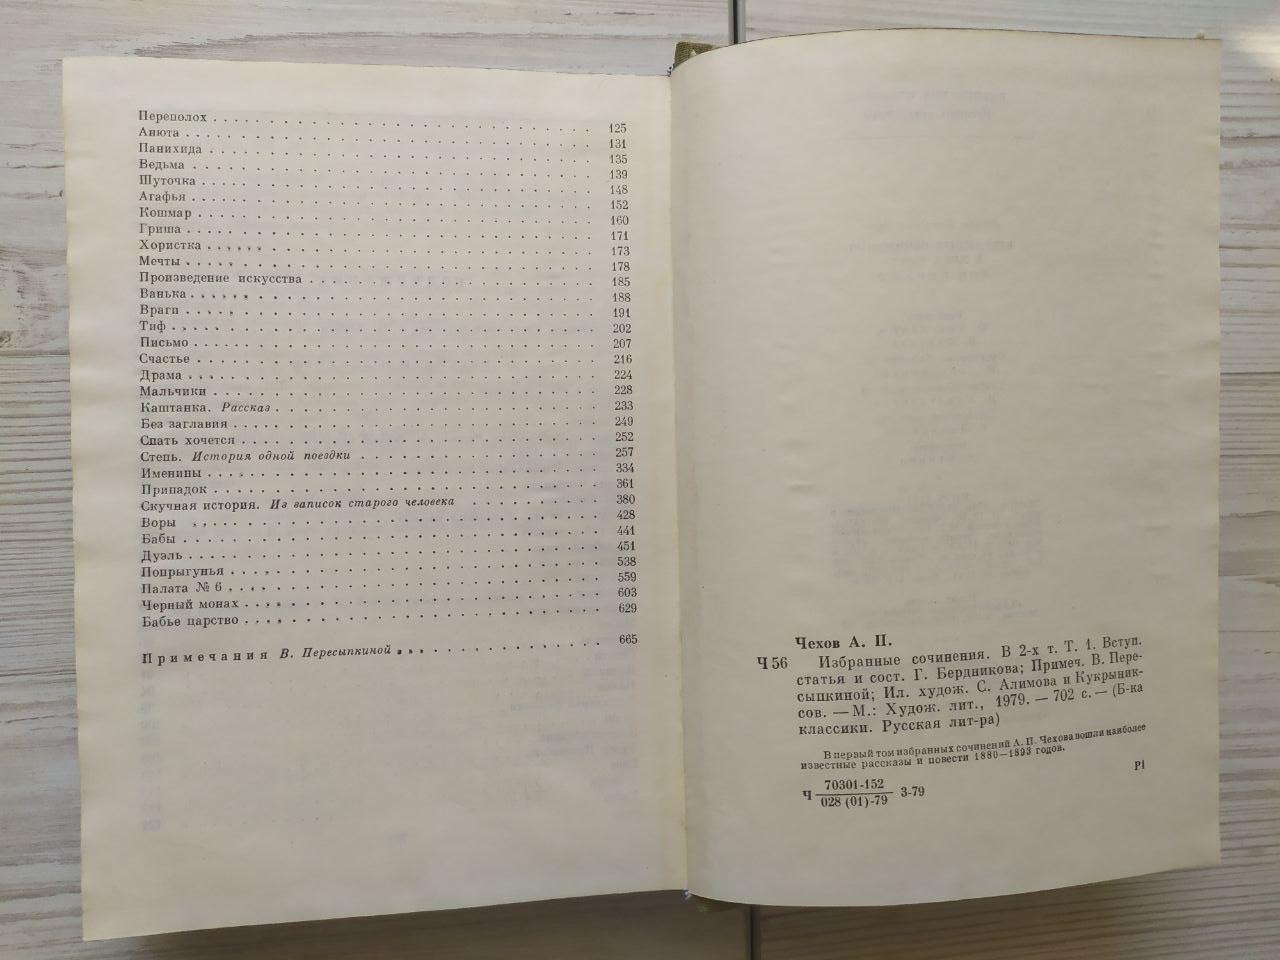 Переполох . . . . . . . . . . . . . . . . . . . . 125
Анюта . . . . . . . . . . . . . . . . . . . . 131
Панихида . . . . . . . . . . . . . . . . . . . . 135
Ведьма . . . . . . . . . . . . . . . . . . . . 139
Шуточка . . . . . . . . . . . . . . . . . . . . 148
Агафья . . . . . . . . . . . . . . . . . . . . 152
Кошмар . . . . . . . . . . . . . . . . . . . . 160
Гриша . . . . . . . . . . . . . . . . . . . . 171
Хористка . . . . . . . . . . . . . . . . . . . . 173
Мечты . . . . . . . . . . . . . . . . . . . . 178
Произведение искусства . . . . . . . . . . . . . . . . 185
Ванька . . . . . . . . . . . . . . . . . . . . 188
Враги . . . . . . . . . . . . . . . . . . . . 191
Тиф . . . . . . . . . . . . . . . . . . . . 202
Письмо . . . . . . . . . . . . . . . . . . . . 207
Счастье . . . . . . . . . . . . . . . . . . . . 216
Драма . . . . . . . . . . . . . . . . . . . . 224
Мальчики . . . . . . . . . . . . . . . . . . . . 228
Каштанка. Рассказ . . . . . . . . . . . . . . . . . . 233
Без заглавия . . . . . . . . . . . . . . . . . . . . 249
Спать хочется . . . . . . . . . . . . . . . . . . . . 252
Степь. История одной поездки . . . . . . . . . . . . . . 257
Именины . . . . . . . . . . . . . . . . . . . . 334
Припадок . . . . . . . . . . . . . . . . . . . . 361
Скучная история. Из записок старого человека . . . . . . . . 380
Воры . . . . . . . . . . . . . . . . . . . . 428
Бабы . . . . . . . . . . . . . . . . . . . . 441
Дуэль . . . . . . . . . . . . . . . . . . . . 451
Попрыгунья . . . . . . . . . . . . . . . . . . . . 538
Палата № 6 . . . . . . . . . . . . . . . . . . . . 559
Черный монах . . . . . . . . . . . . . . . . . . . . 603
Бабье царство . . . . . . . . . . . . . . . . . . . . 629
Примечания В. Пересыпкиной . . . . . . . . . . . . 665
Чехов А. П.
Ч 56 Избранные сочинения. В 2-х т. Т. 1. Вступ.
статья и сост. Г. Бердникова; Примеч. В. Пере-
сыпкиной; Ил. худож. С. Алимова и Кукрыник-
сов. — М.: Худож. лит., 1979. — 702 с. — (Б-ка
классики. Русская лит-ра)
В первый том избранных сочинений А. П. Чехова вошли наиболее
известные рассказы и повести 1880—1893 годов.
Ч 70301-152
028 (01)-79 3-79
Р1